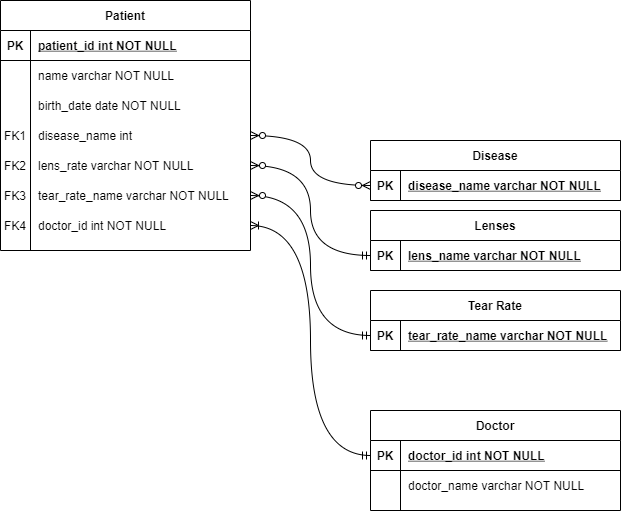 Patient
PK patient_id int NOT NULL
name varchar NOT NULL
birth_date date NOT NULL
FK1 disease_name int
FK2 lens_rate varchar NOT NULL
FK3 tear_rate_name varchar NOT NULL
FK4 doctor_id int NOT NULL
Disease
PK disease_name varchar NOT NULL
Lenses
PK lens_name varchar NOT NULL
Tear Rate
PK tear_rate_name varchar NOT NULL
Doctor
PK doctor_id int NOT NULL
doctor_name varchar NOT NULL